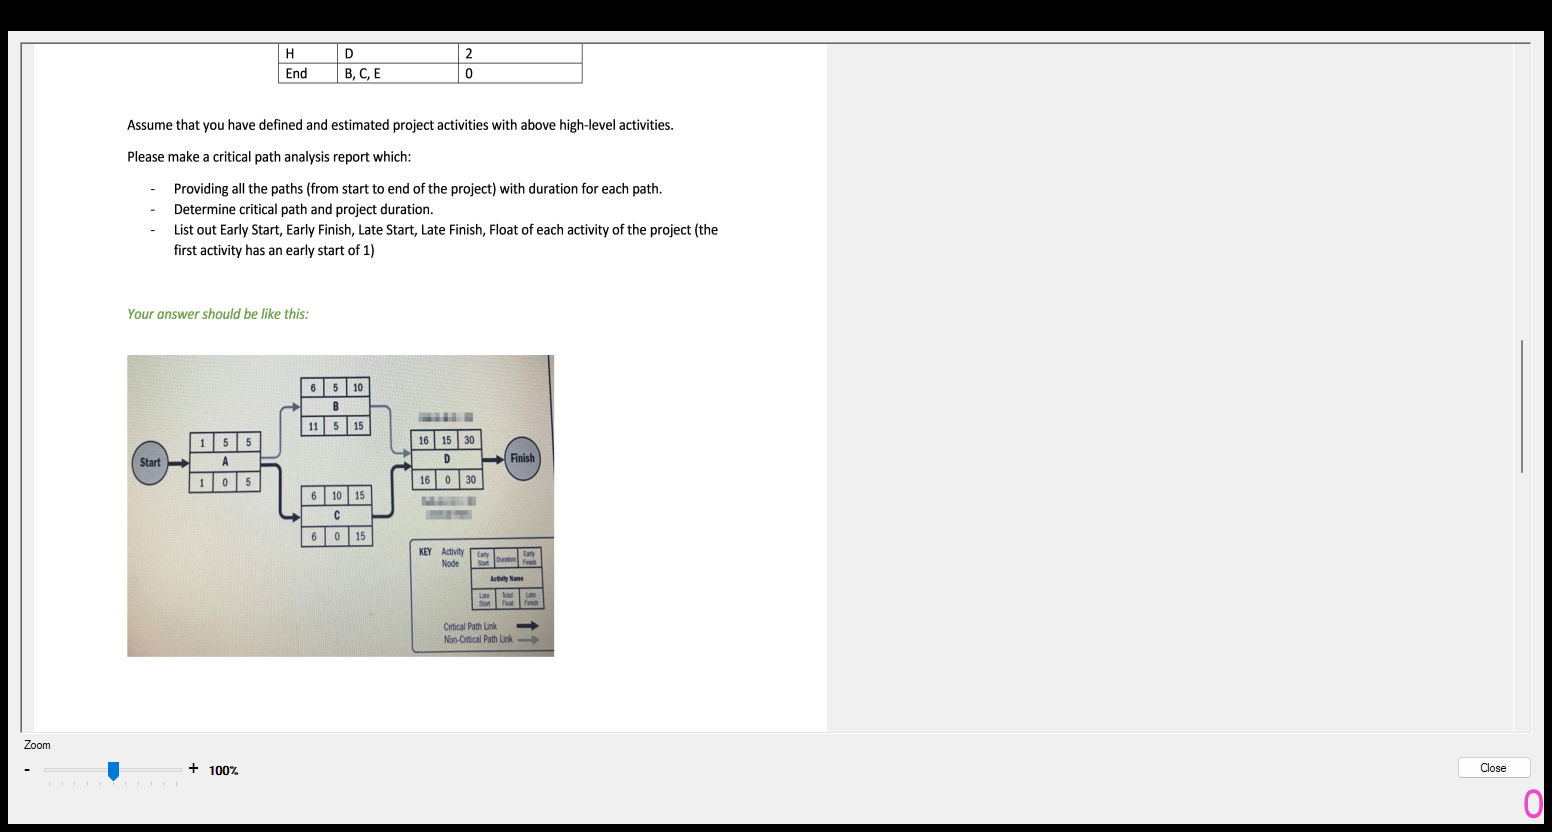 H D 2
End B, C, E 0
Assume that you have defined and estimated project activities with above high-level activities.
Please make a critical path analysis report which:
- Providing all the paths (from start to end of the project) with duration for each path.
- Determine critical path and project duration.
- List out Early Start, Early Finish, Late Start, Late Finish, Float of each activity of the project (the
first activity has an early start of 1)
Your answer should be like this:
6 5 10
B
11 5 15
1 5 5
A
1 0 5
Start
16 15 30
D
16 0 30
Finish
6 10 15
C
6 0 15
KEY Activity
Node
Early
Start
Duration
Early
Finish
Activity Name
Late
Start
Total
Float
Late
Finish
Critical Path Link
Non-Critical Path Link
Zoom
- + 100%
Close
0